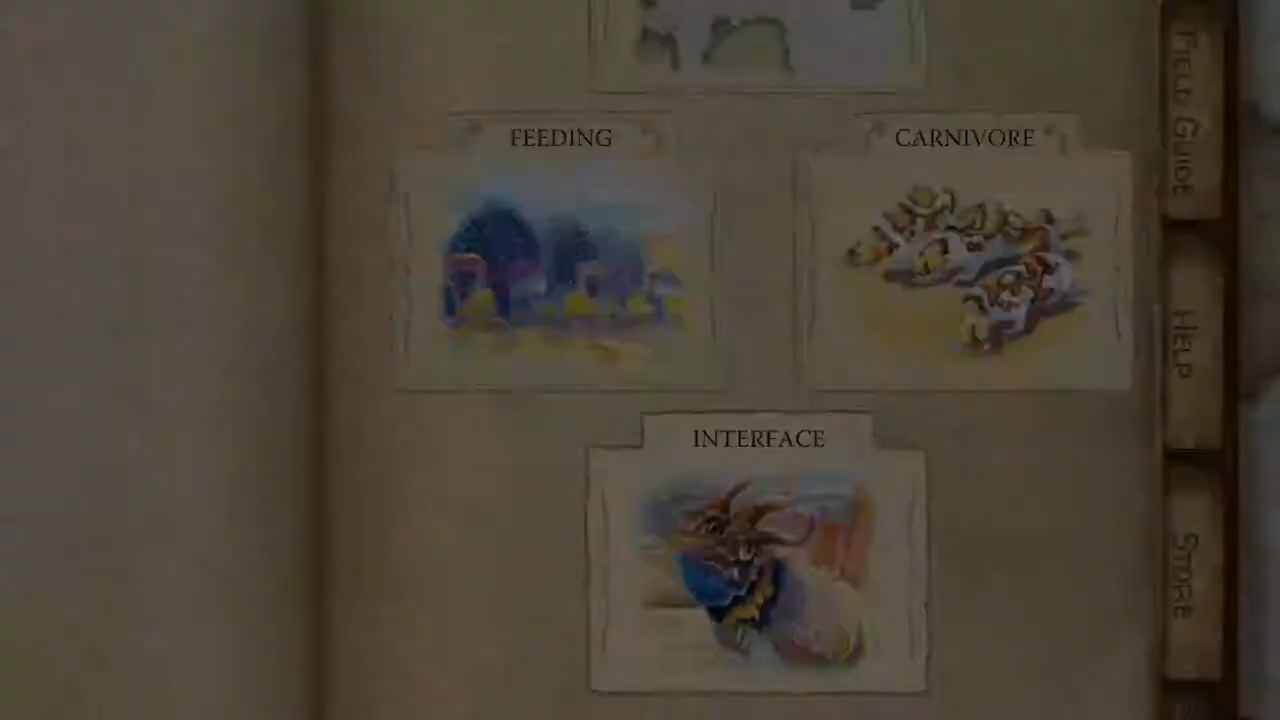 FEEDING
CARNIVORE
INTERFACE
FIELD GUIDE
HELP
STORE